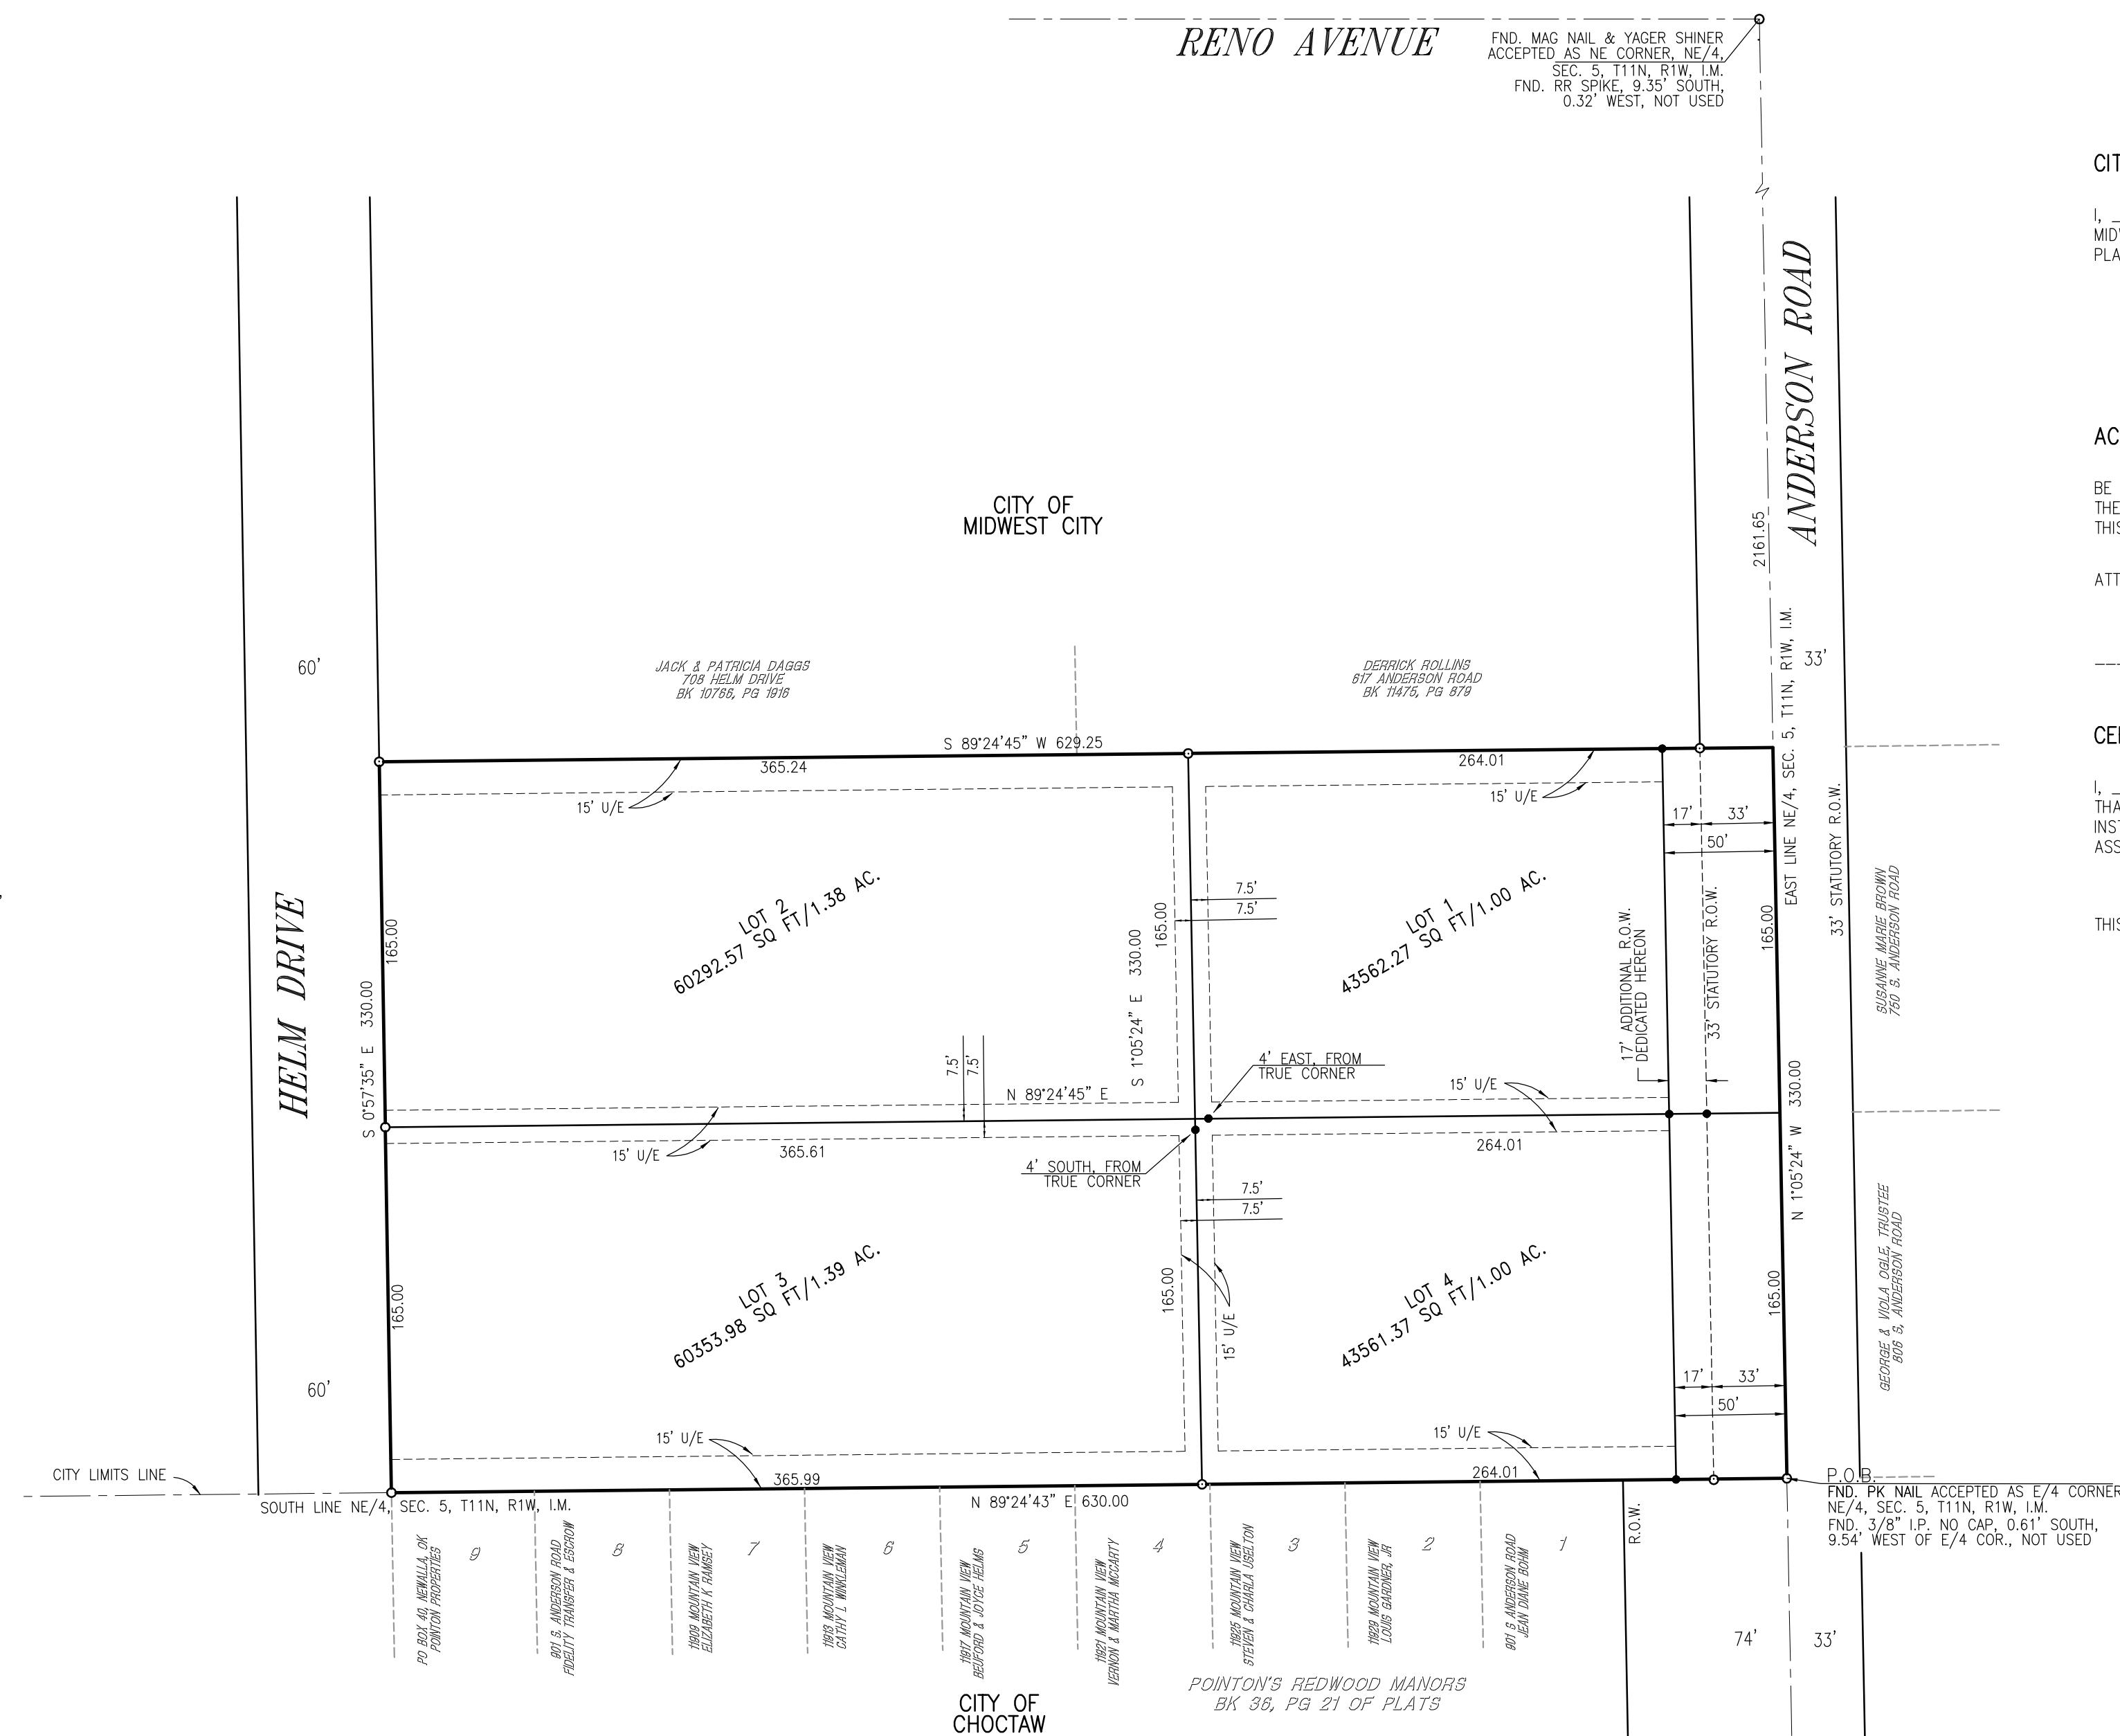 RENO AVENUE
FND. MAG NAIL & YAGER SHINER
ACCEPTED AS NE CORNER, NE/4,
SEC. 5, T11N, R1W, I.M.
FND. RR SPIKE, 9.35' SOUTH,
0.32' WEST, NOT USED
CIT
I, _
MIDW
PLA
ANDERSON ROAD
2161.65
AC
BE
THE
THIS
ATT
CITY OF
MIDWEST CITY
60'
JACK & PATRICIA DAGGS
708 HELM DRIVE
BK 10766, PG 1916
DERRICK ROLLINS
617 ANDERSON ROAD
BK 11475, PG 879
33'
EAST LINE NE/4, SEC. 5, T11N, R1W, I.M.
33' STATUTORY R.O.W.
CER
I, _
THA
INST
ASS
THIS
S 89°24'45" W 629.25
365.24
264.01
15' U/E
15' U/E
17'
33'
50'
HELM DRIVE
S 0°57'35" E 330.00
165.00
LOT 2
60292.57 SQ FT/1.38 AC.
S 1°05'24" E 330.00
165.00
7.5'
7.5'
LOT 1
43562.27 SQ FT/1.00 AC.
17' ADDITIONAL R.O.W.
DEDICATED HEREON
33' STATUTORY R.O.W.
165.00
SUSANNE MARIE BROWN
750 S. ANDERSON ROAD
7.5'
7.5'
N 89°24'45" E
4' EAST, FROM
TRUE CORNER
15' U/E
N 1°05'24" W 330.00
15' U/E
365.61
264.01
4' SOUTH, FROM
TRUE CORNER
7.5'
7.5'
165.00
LOT 3
60353.98 SQ FT/1.39 AC.
165.00
15' U/E
LOT 4
43561.37 SQ FT/1.00 AC.
165.00
GEORGE & VIOLA OGLE, TRUSTEE
806 S. ANDERSON ROAD
60'
17'
33'
50'
15' U/E
15' U/E
CITY LIMITS LINE
365.99
264.01
SOUTH LINE NE/4, SEC. 5, T11N, R1W, I.M.
N 89°24'43" E 630.00
P.O.B.
FND. PK NAIL ACCEPTED AS E/4 CORNER
NE/4, SEC. 5, T11N, R1W, I.M.
FND. 3/8" I.P. NO CAP, 0.61' SOUTH,
9.54' WEST OF E/4 COR., NOT USED
R.O.W.
PO BOX 40, NEWALLA, OK
POINTON PROPERTIES
9
901 S. ANDERSON ROAD
FIDELITY TRANSFER & ESCROW
8
11909 MOUNTAIN VIEW
ELIZABETH K RAMSEY
7
11913 MOUNTAIN VIEW
CATHY L WINKLEMAN
6
11917 MOUNTAIN VIEW
BEUFORD & JOYCE HELMS
5
11921 MOUNTAIN VIEW
VERNON & MARTHA MCCARTY
4
11925 MOUNTAIN VIEW
STEVEN & CHARLA USELTON
3
11929 MOUNTAIN VIEW
LOUIS GARDNER, JR
2
901 S ANDERSON ROAD
JEAN DIANE BOHM
1
74'
33'
POINTON'S REDWOOD MANORS
BK 36, PG 21 OF PLATS
CITY OF
CHOCTAW